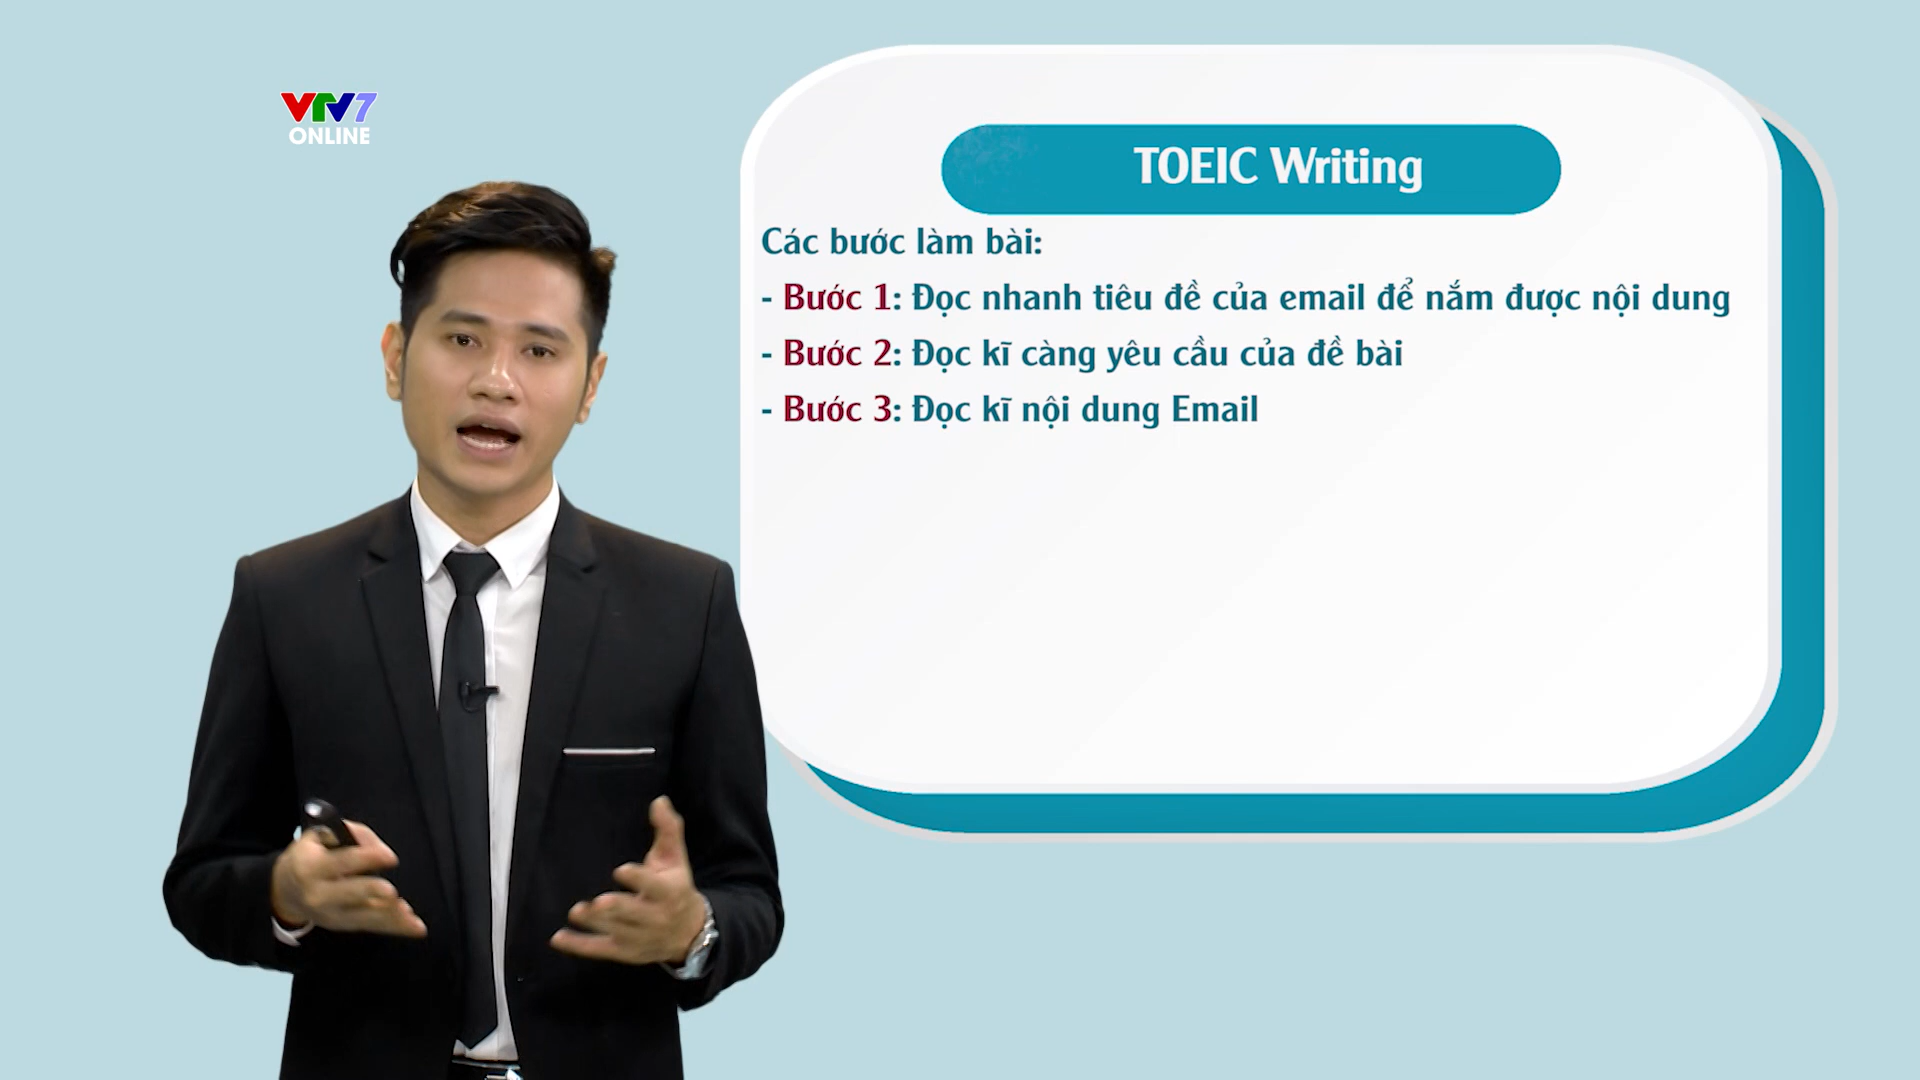 VTV7
ONLINE
TOEIC Writing
Các bước làm bài:
- Bước 1: Đọc nhanh tiêu đề của email để nắm được nội dung
- Bước 2: Đọc kĩ càng yêu cầu của đề bài
- Bước 3: Đọc kĩ nội dung Email